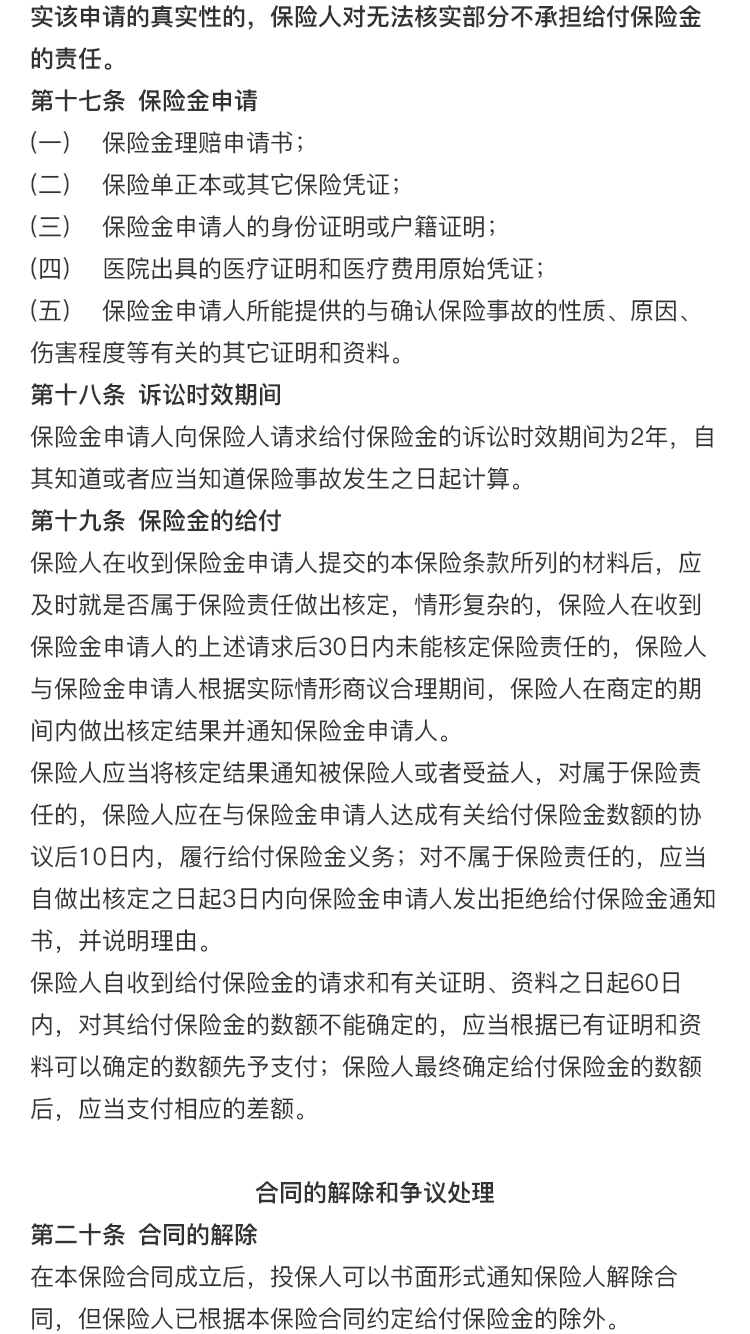 实该申请的真实性的，保险人对无法核实部分不承担给付保险金
的责任。
第十七条 保险金申请
(一) 保险金理赔申请书；
(二) 保险单正本或其它保险凭证；
(三) 保险金申请人的身份证明或户籍证明；
(四) 医院出具的医疗证明和医疗费用原始凭证；
(五) 保险金申请人所能提供的与确认保险事故的性质、原因、
伤害程度等有关的其它证明和资料。
第十八条 诉讼时效期间
保险金申请人向保险人请求给付保险金的诉讼时效期间为2年，自
其知道或者应当知道保险事故发生之日起计算。
第十九条 保险金的给付
保险人在收到保险金申请人提交的本保险条款所列的材料后，应
及时就是否属于保险责任做出核定，情形复杂的，保险人在收到
保险金申请人的上述请求后30日内未能核定保险责任的，保险人
与保险金申请人根据实际情形商议合理期间，保险人在商定的期
间内做出核定结果并通知保险金申请人。
保险人应当将核定结果通知被保险人或者受益人，对属于保险责
任的，保险人应在与保险金申请人达成有关给付保险金数额的协
议后10日内，履行给付保险金义务；对不属于保险责任的，应当
自做出核定之日起3日内向保险金申请人发出拒绝给付保险金通知
书，并说明理由。
保险人自收到给付保险金的请求和有关证明、资料之日起60日
内，对其给付保险金的数额不能确定的，应当根据已有证明和资
料可以确定的数额先予支付；保险人最终确定给付保险金的数额
后，应当支付相应的差额。
合同的解除和争议处理
第二十条 合同的解除
在本保险合同成立后，投保人可以书面形式通知保险人解除合
同，但保险人已根据本保险合同约定给付保险金的除外。